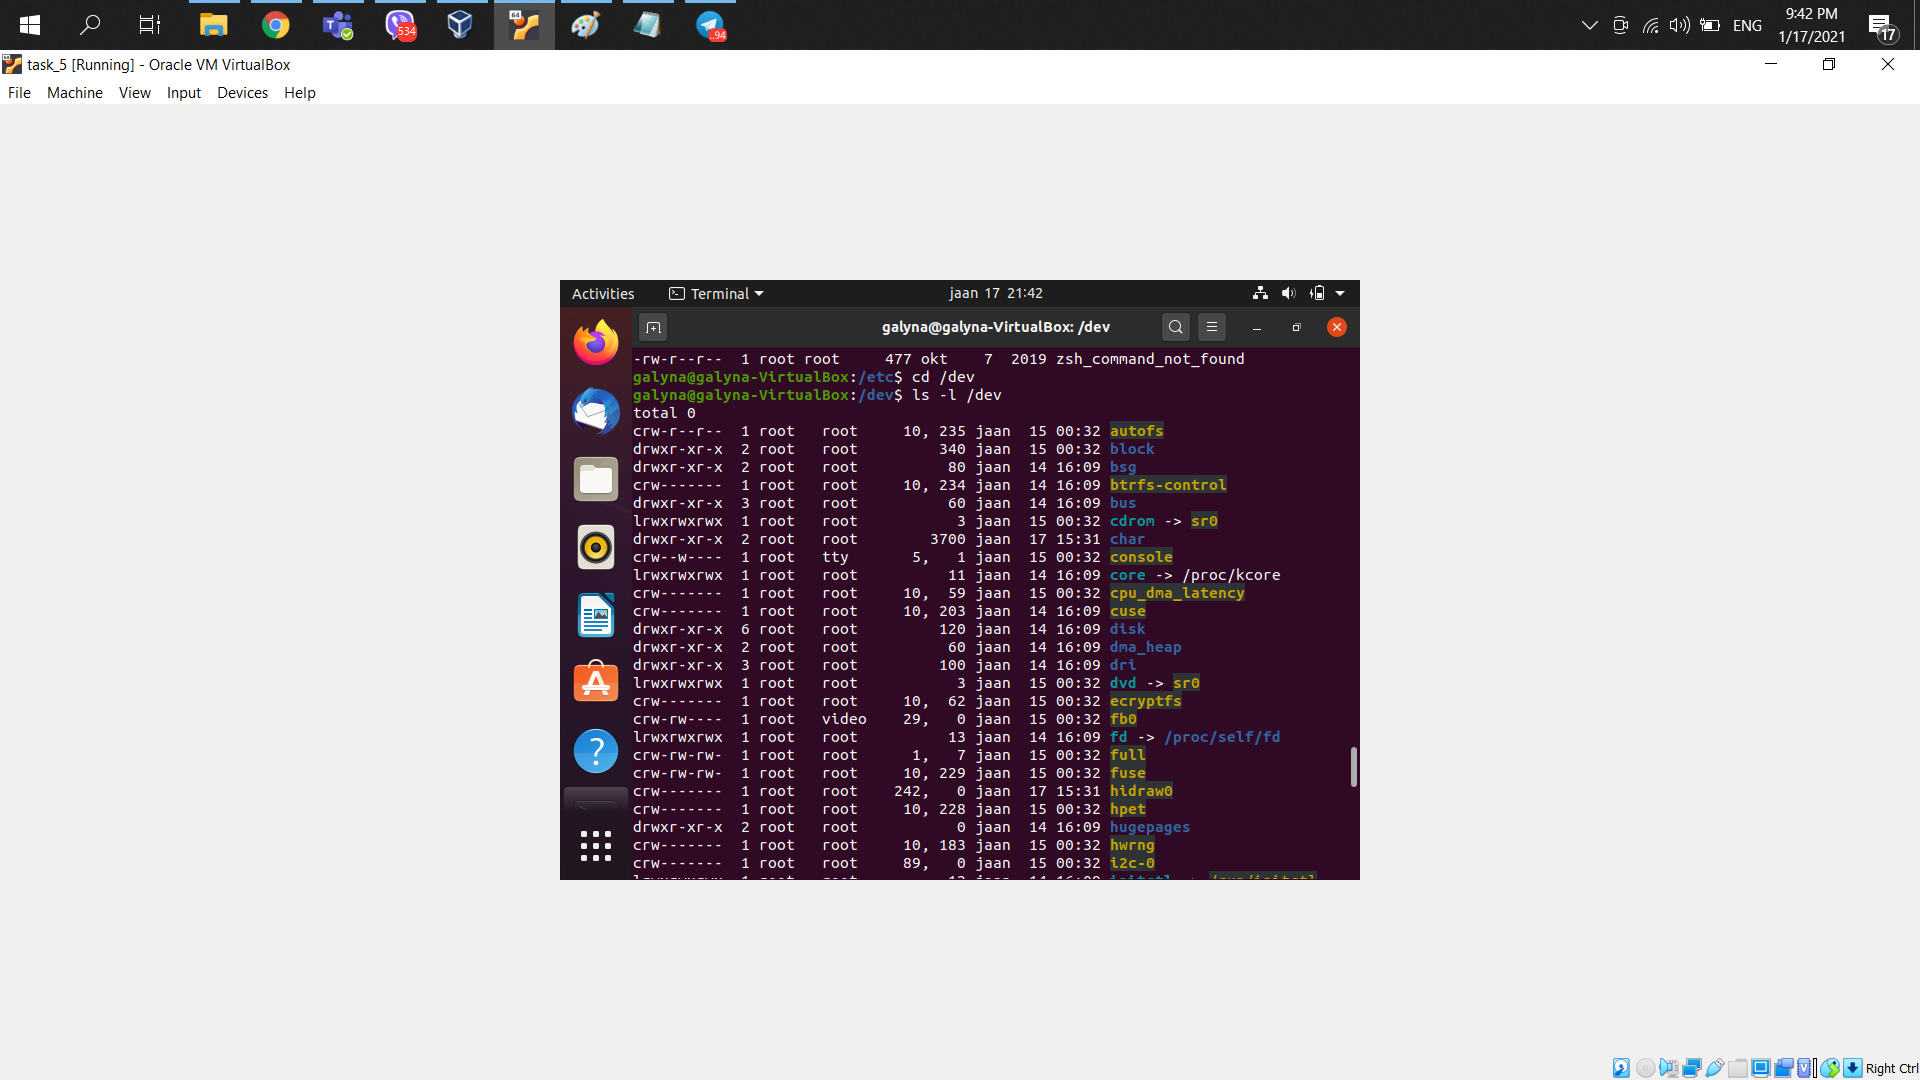 534
64
..94
ENG
9:42 PM
1/17/2021
17
task_5 [Running] - Oracle VM VirtualBox
File Machine View Input Devices Help
Activities Terminal jaan 17 21:42
galyna@galyna-VirtualBox: /dev
-rw-r--r--  1 root root     477 okt    7  2019 zsh_command_not_found
galyna@galyna-VirtualBox:/etc$ cd /dev
galyna@galyna-VirtualBox:/dev$ ls -l /dev
total 0
crw-r--r--  1 root   root     10, 235 jaan  15 00:32 autofs
drwxr-xr-x  2 root   root         340 jaan  15 00:32 block
drwxr-xr-x  2 root   root          80 jaan  14 16:09 bsg
crw-------  1 root   root     10, 234 jaan  14 16:09 btrfs-control
drwxr-xr-x  3 root   root          60 jaan  14 16:09 bus
lrwxrwxrwx  1 root   root           3 jaan  15 00:32 cdrom -> sr0
drwxr-xr-x  2 root   root        3700 jaan  17 15:31 char
crw--w----  1 root   tty       5,   1 jaan  15 00:32 console
lrwxrwxrwx  1 root   root          11 jaan  14 16:09 core -> /proc/kcore
crw-------  1 root   root     10,  59 jaan  15 00:32 cpu_dma_latency
crw-------  1 root   root     10, 203 jaan  14 16:09 cuse
drwxr-xr-x  6 root   root         120 jaan  14 16:09 disk
drwxr-xr-x  2 root   root          60 jaan  14 16:09 dma_heap
drwxr-xr-x  3 root   root         100 jaan  14 16:09 dri
lrwxrwxrwx  1 root   root           3 jaan  15 00:32 dvd -> sr0
crw-------  1 root   root     10,  62 jaan  15 00:32 ecryptfs
crw-rw----  1 root   video    29,   0 jaan  15 00:32 fb0
lrwxrwxrwx  1 root   root          13 jaan  14 16:09 fd -> /proc/self/fd
crw-rw-rw-  1 root   root      1,   7 jaan  15 00:32 full
crw-rw-rw-  1 root   root     10, 229 jaan  15 00:32 fuse
crw-------  1 root   root    242,   0 jaan  17 15:31 hidraw0
crw-------  1 root   root     10, 228 jaan  15 00:32 hpet
drwxr-xr-x  2 root   root           0 jaan  14 16:09 hugepages
crw-------  1 root   root     10, 183 jaan  15 00:32 hwrng
crw-------  1 root   root     89,   0 jaan  15 00:32 i2c-0
Right Ctrl